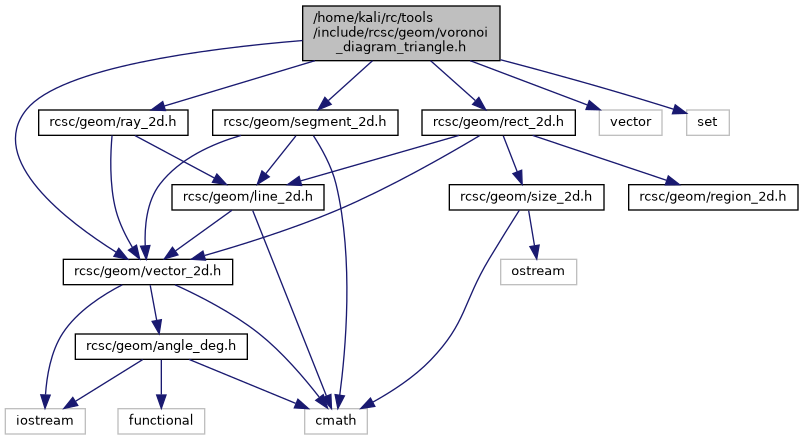 /home/kali/rc/tools
/include/rcsc/geom/voronoi
_diagram_triangle.h
rcsc/geom/ray_2d.h
rcsc/geom/segment_2d.h
rcsc/geom/rect_2d.h
vector
set
rcsc/geom/line_2d.h
rcsc/geom/size_2d.h
rcsc/geom/region_2d.h
rcsc/geom/vector_2d.h
ostream
rcsc/geom/angle_deg.h
iostream
functional
cmath